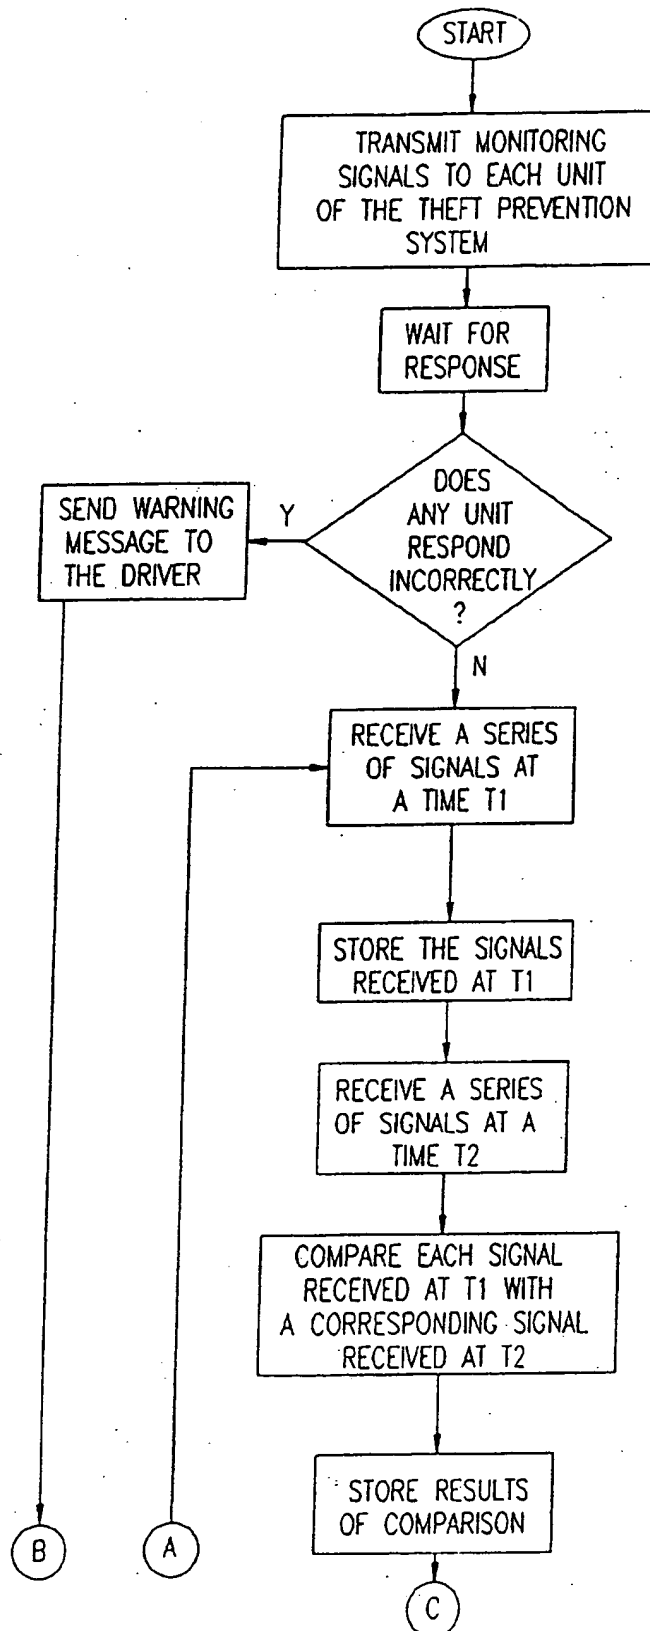 START
TRANSMIT MONITORING
SIGNALS TO EACH UNIT
OF THE THEFT PREVENTION
SYSTEM
WAIT FOR
RESPONSE
DOES
ANY UNIT
RESPOND
INCORRECTLY
?
Y
SEND WARNING
MESSAGE TO
THE DRIVER
N
RECEIVE A SERIES
OF SIGNALS AT
A TIME T1
STORE THE SIGNALS
RECEIVED AT T1
RECEIVE A SERIES
OF SIGNALS AT A
TIME T2
COMPARE EACH SIGNAL
RECEIVED AT T1 WITH
A CORRESPONDING SIGNAL
RECEIVED AT T2
STORE RESULTS
OF COMPARISON
B
A
C